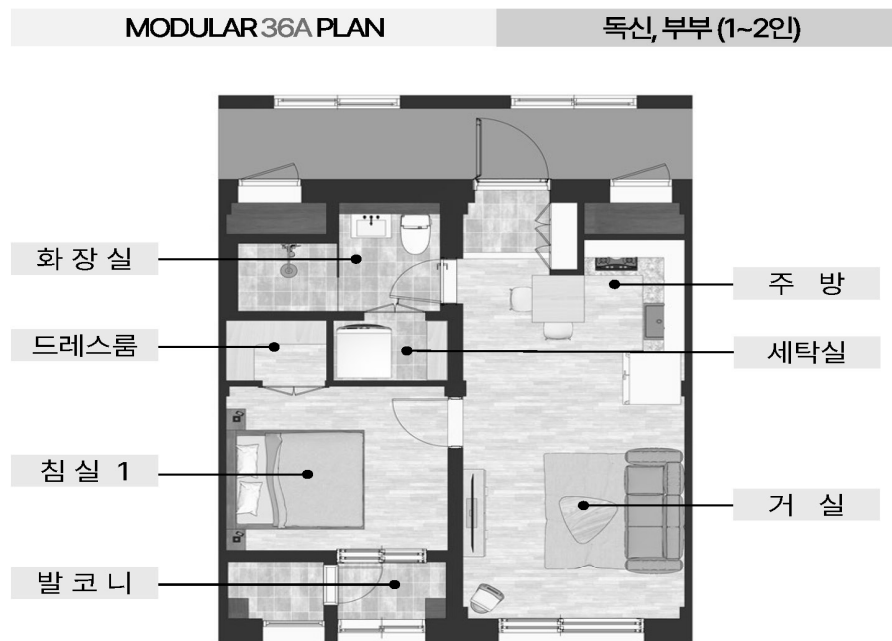 MODULAR 36A PLAN
독신, 부부 (1~2인)
화장실
주 방
드레스룸
세탁실
침실 1
거 실
발코니